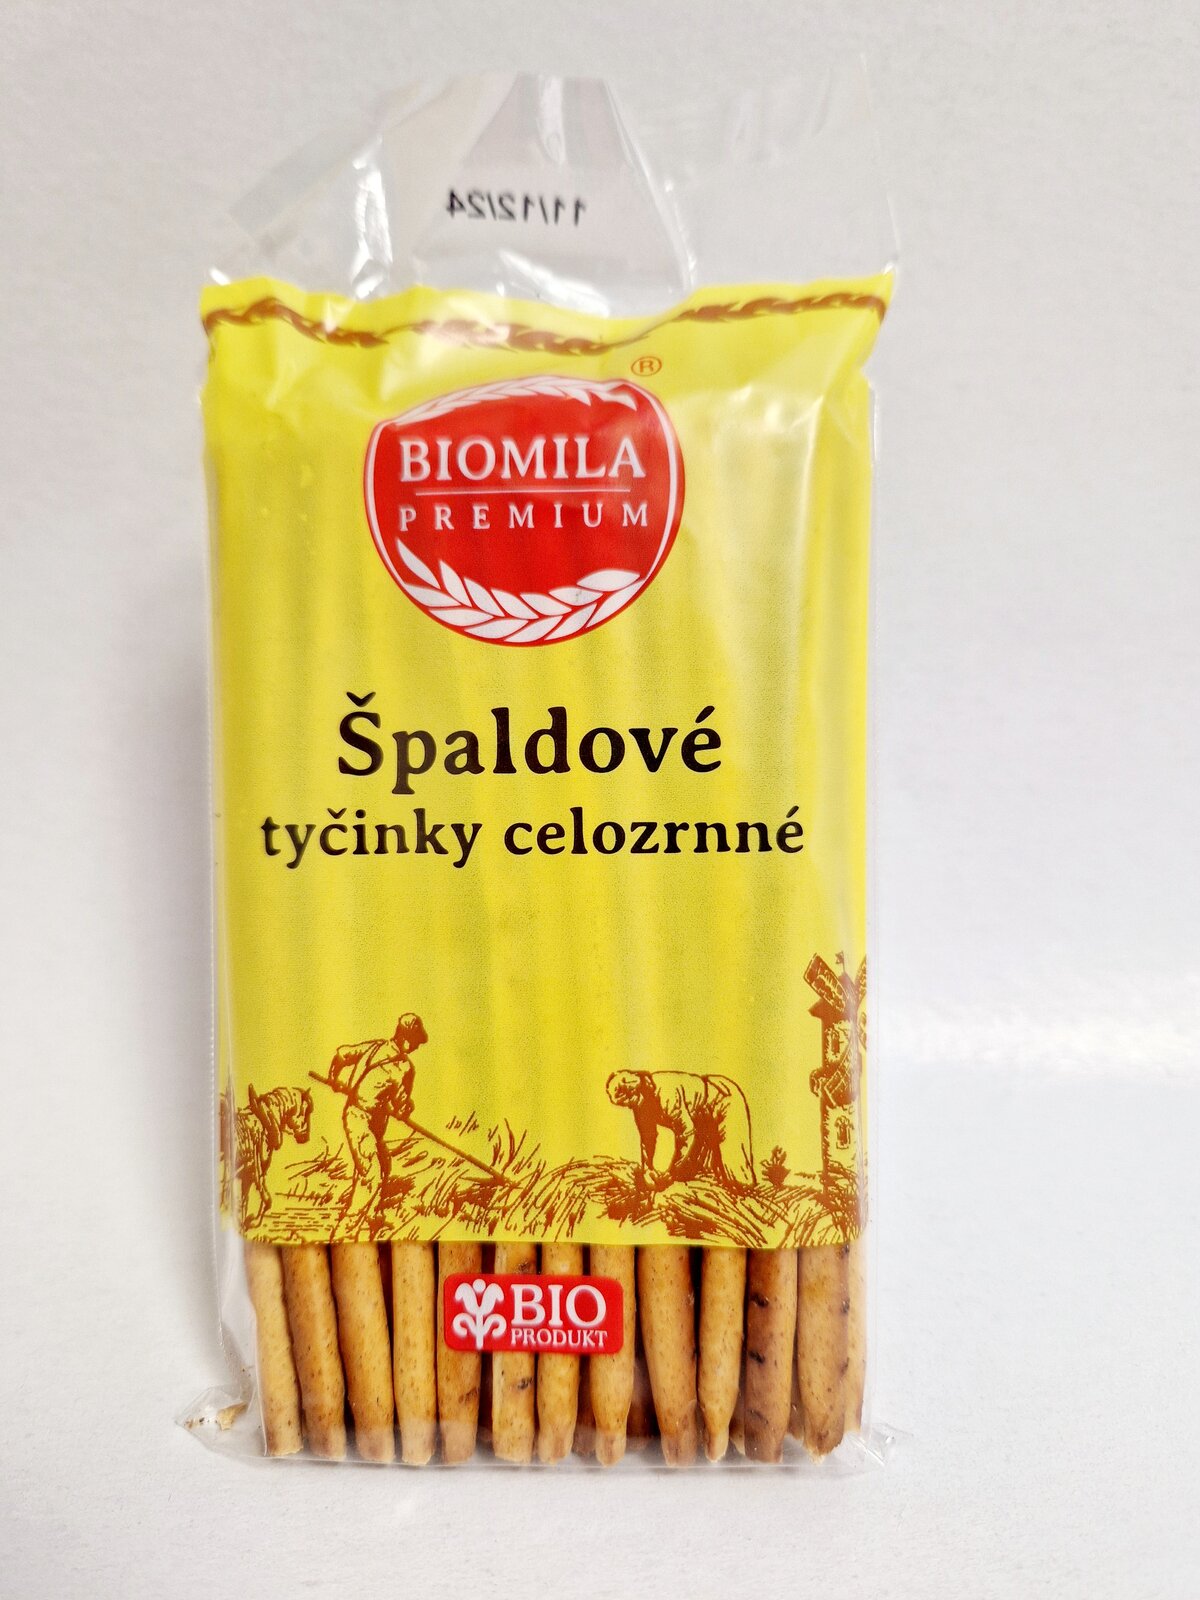 11/12/24
®
BIOMILA
PREMIUM
Špaldové
tyčinky celozrnné
BIO
PRODUKT